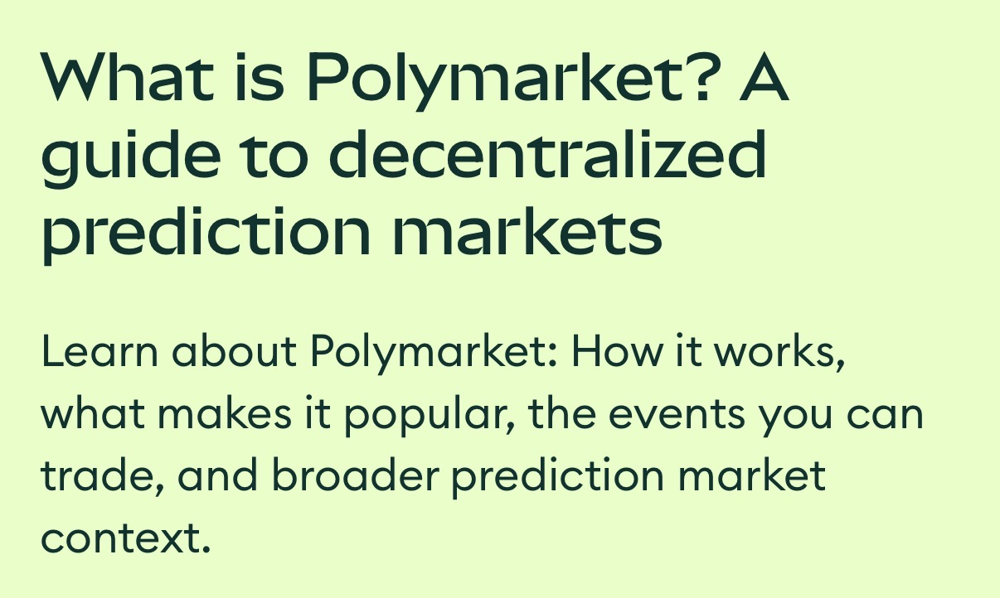 What is Polymarket? A
guide to decentralized
prediction markets
Learn about Polymarket: How it works,
what makes it popular, the events you can
trade, and broader prediction market
context.